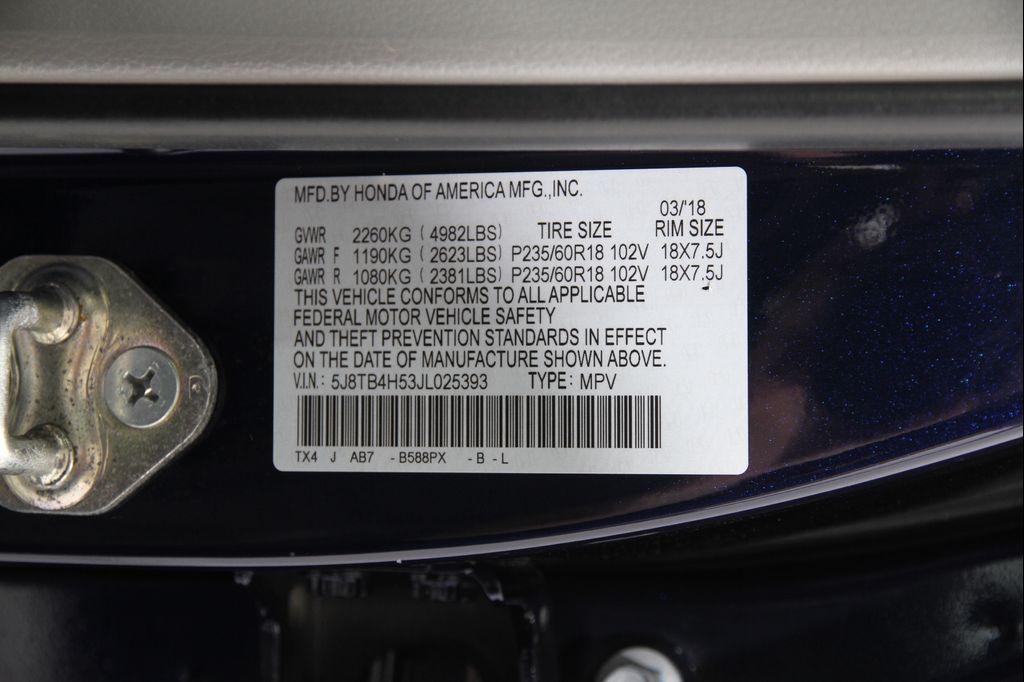 MFD.BY HONDA OF AMERICA MFG.,INC.
03/'18
GVWR 2260KG ( 4982LBS) TIRE SIZE RIM SIZE
GAWR F 1190KG ( 2623LBS) P235/60R18 102V 18X7.5J
GAWR R 1080KG ( 2381LBS) P235/60R18 102V 18X7.5J
THIS VEHICLE CONFORMS TO ALL APPLICABLE
FEDERAL MOTOR VEHICLE SAFETY
AND THEFT PREVENTION STANDARDS IN EFFECT
ON THE DATE OF MANUFACTURE SHOWN ABOVE.
V.I.N.: 5J8TB4H53JL025393 TYPE: MPV
TX4 J AB7 -B588PX -B -L